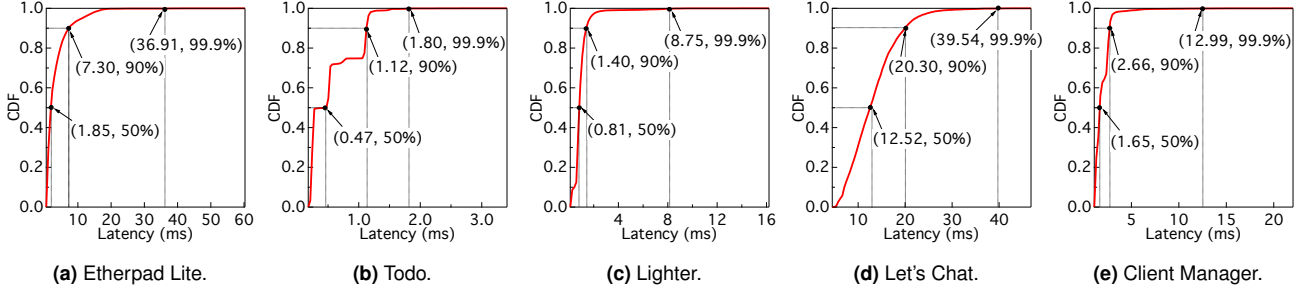 CDF
1.0
0.8
0.6
0.4
0.2
0.0
(36.91, 99.9%)
(7.30, 90%)
(1.85, 50%)
0 10 20 30 40 50 60
Latency (ms)
(a) Etherpad Lite.
CDF
1.0
0.8
0.6
0.4
0.2
0.0
(1.80, 99.9%)
(1.12, 90%)
(0.47, 50%)
1.0 2.0 3.0
Latency (ms)
(b) Todo.
CDF
1.0
0.8
0.6
0.4
0.2
0.0
(8.75, 99.9%)
(1.40, 90%)
(0.81, 50%)
4 8 12 16
Latency (ms)
(c) Lighter.
CDF
1.0
0.8
0.6
0.4
0.2
0.0
(39.54, 99.9%)
(20.30, 90%)
(12.52, 50%)
10 20 30 40
Latency (ms)
(d) Let's Chat.
CDF
1.0
0.8
0.6
0.4
0.2
0.0
(12.99, 99.9%)
(2.66, 90%)
(1.65, 50%)
5 10 15 20
Latency (ms)
(e) Client Manager.